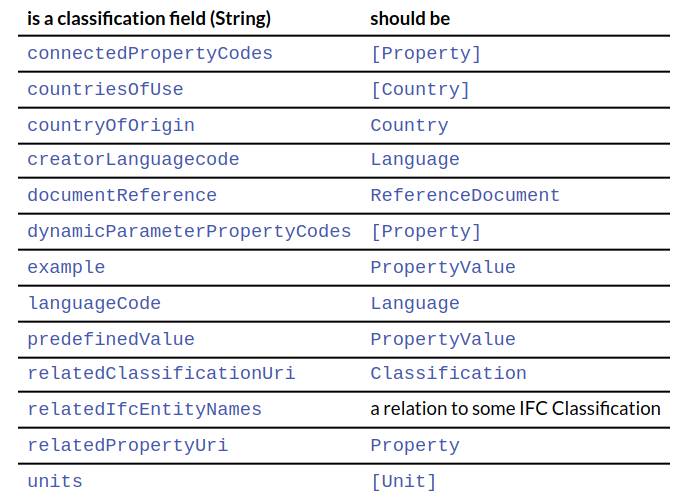 is a classification field (String) should be
connectedPropertyCodes [Property]
countriesOfUse [Country]
countryOfOrigin Country
creatorLanguagecode Language
documentReference ReferenceDocument
dynamicParameterPropertyCodes [Property]
example PropertyValue
languageCode Language
predefinedValue PropertyValue
relatedClassificationUri Classification
relatedIfcEntityNames a relation to some IFC Classification
relatedPropertyUri Property
units [Unit]